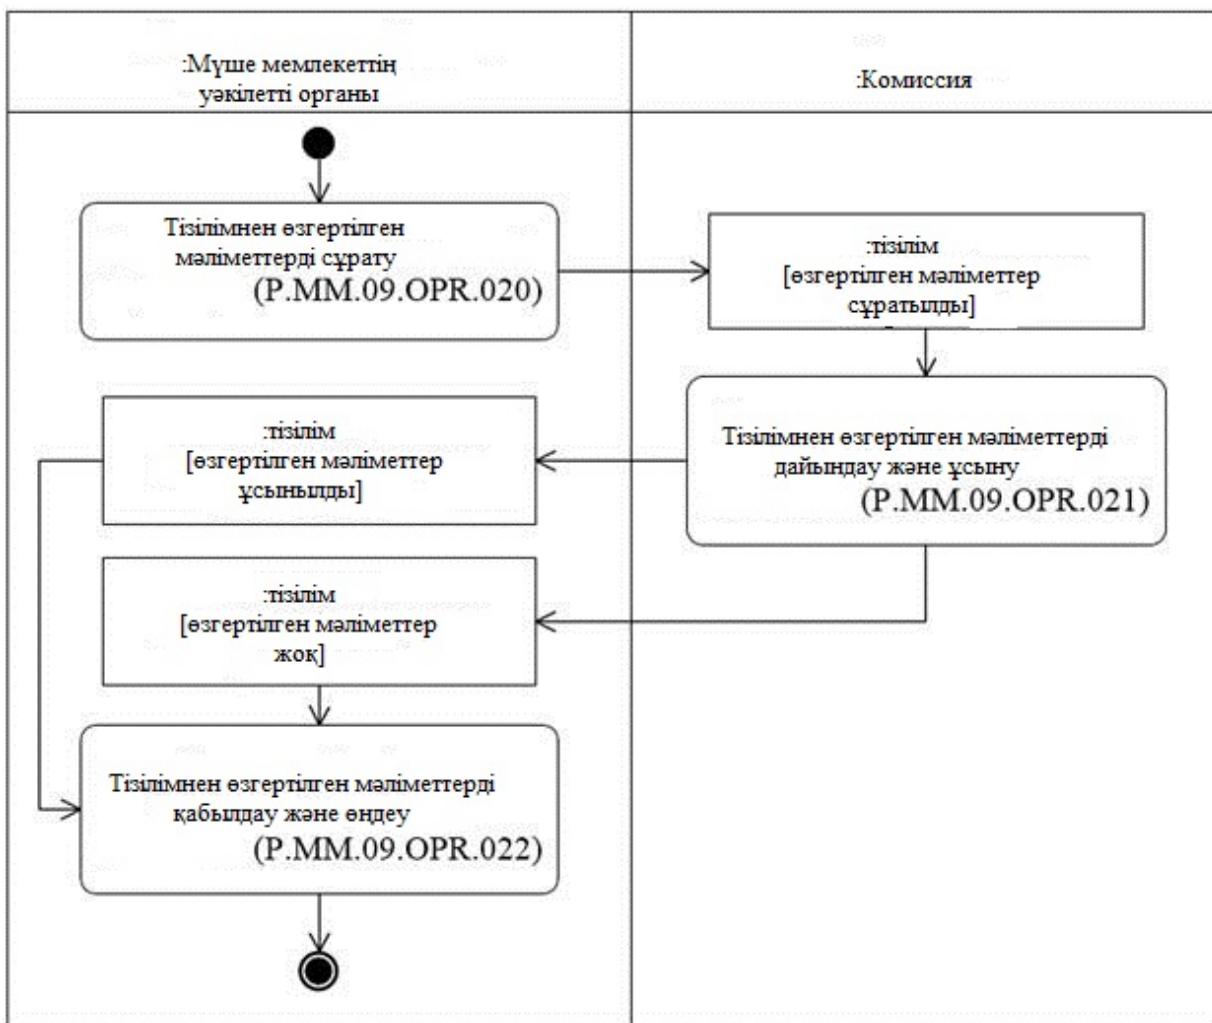 :Мүше мемлекеттің
уәкілетті органы
:Комиссия
Тізілімнен өзгертілген
мәліметтерді сұрату
(P.MM.09.OPR.020)
:тізілім
[өзгертілген мәліметтер
сұратылды]
Тізілімнен өзгертілген мәліметтерді
дайындау және ұсыну
(P.MM.09.OPR.021)
:тізілім
[өзгертілген мәліметтер
ұсынылды]
:тізілім
[өзгертілген мәліметтер
жоқ]
Тізілімнен өзгертілген мәліметтерді
қабылдау және өңдеу
(P.MM.09.OPR.022)